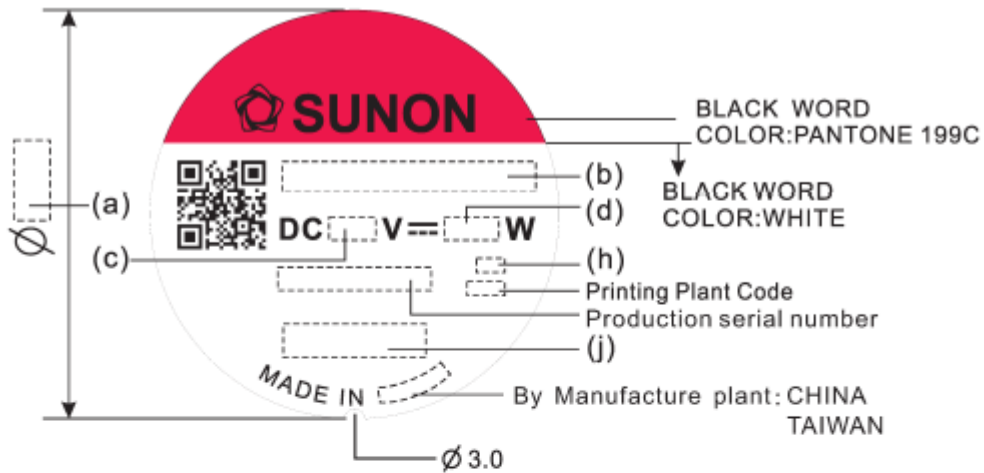 SUNON
BLACK WORD
COLOR:PANTONE 199C
(b)
BLACK WORD
COLOR:WHITE
(a)
(d)
DC V W
(c)
(h)
Printing Plant Code
Production serial number
(j)
MADE IN
By Manufacture plant: CHINA
TAIWAN
Ø
Ø 3.0